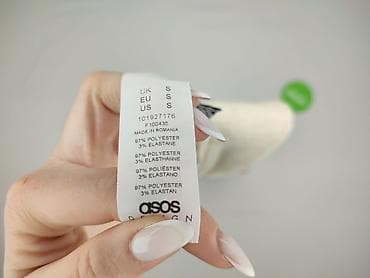 UK S
EU S
US S
101927176
F100435
MADE IN ROMANIA
97% POLYESTER
3% ELASTANE
97% POLYESTER
3% ELASTHANNE
97% POLIÉSTER
3% ELASTANO
97% POLYESTER
3% ELASTAN
asos
DESIGN